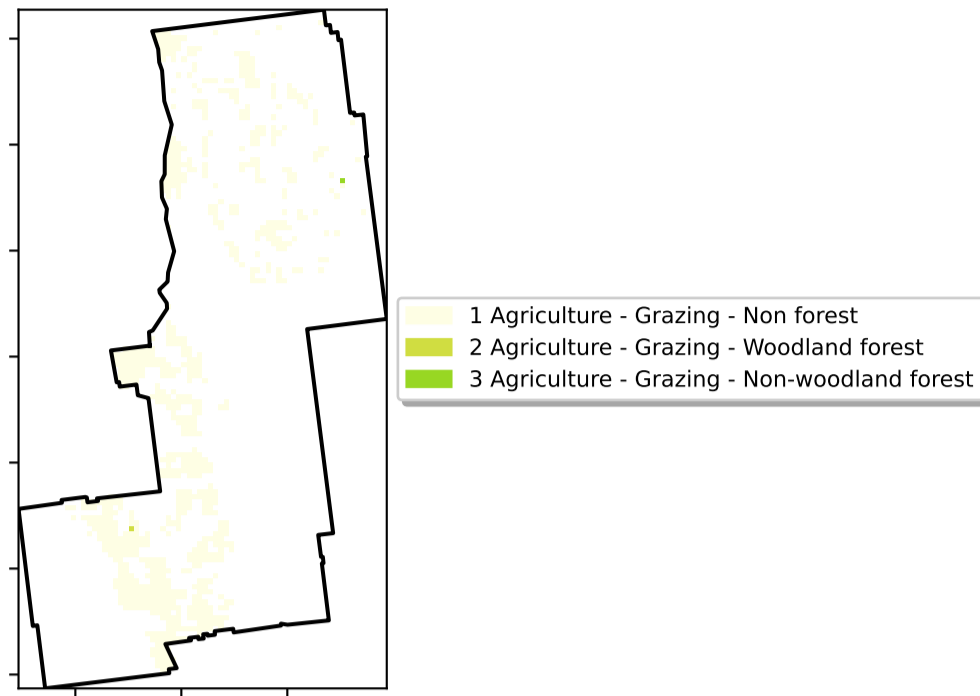 1 Agriculture - Grazing - Non forest
2 Agriculture - Grazing - Woodland forest
3 Agriculture - Grazing - Non-woodland forest